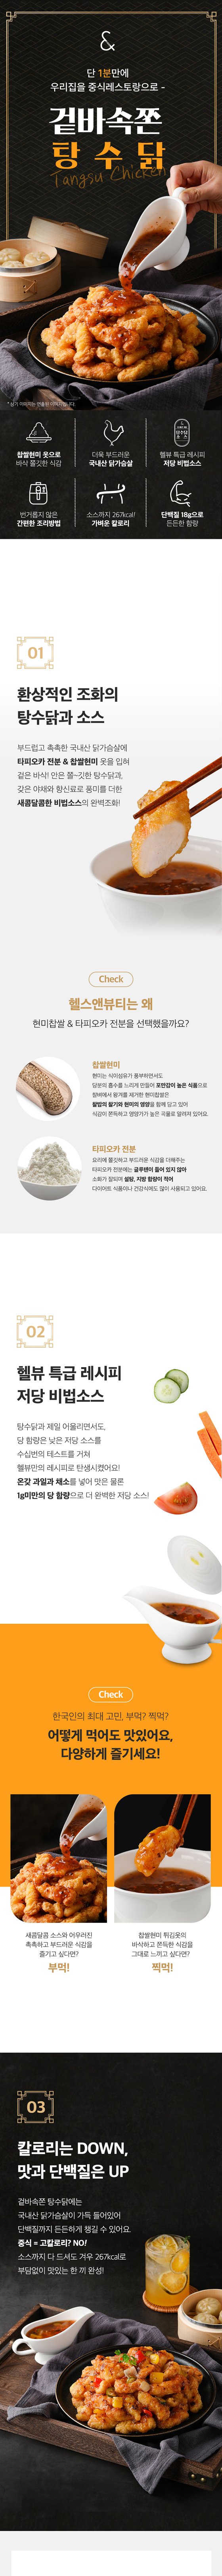 &
단 1분만에
우리집을 중식레스토랑으로 -
겉바속쫀
탕수닭
Tangsu Chicken
* 상기 이미지는 연출된 이미지입니다.
찹쌀현미 옷으로
바삭 쫄깃한 식감
더욱 부드러운
국내산 닭가슴살
헬뷰 특급 레시피
저당 비법소스
번거롭지 않은
간편한 조리방법
소스까지 267kcal!
가벼운 칼로리
단백질 18g으로
든든한 함량
01
환상적인 조화의
탕수닭과 소스
부드럽고 촉촉한 국내산 닭가슴살에
타피오카 전분 & 찹쌀현미 옷을 입혀
겉은 바삭! 안은 쫄~깃한 탕수닭과,
갖은 야채와 향신료로 풍미를 더한
새콤달콤한 비법소스의 완벽조화!
Check
헬스앤뷰티는 왜
현미찹쌀 & 타피오카 전분을 선택했을까요?
찹쌀현미
현미는 식이섬유가 풍부하면서도
당분의 흡수를 느리게 만들어 포만감이 높은 식품으로
쌀벼에서 왕겨를 제거한 현미찹쌀은
찹쌀의 찰기와 현미의 영양을 함께 담고 있어
식감이 쫀득하고 영양가가 높은 곡물로 알려져 있어요.
타피오카 전분
요리에 쫄깃하고 부드러운 식감을 더해주는
타피오카 전분에는 글루텐이 들어 있지 않아
소화가 잘되며 설탕, 지방 함량이 적어
다이어트 식품이나 건강식에도 많이 사용되고 있어요.
02
헬뷰 특급 레시피
저당 비법소스
탕수닭과 제일 어울리면서도,
당 함량은 낮은 저당 소스를
수십번의 테스트를 거쳐
헬뷰만의 레시피로 탄생시켰어요!
온갖 과일과 채소를 넣어 맛은 물론
1g미만의 당 함량으로 더 완벽한 저당 소스!
Check
한국인의 최대 고민, 부먹? 찍먹?
어떻게 먹어도 맛있어요,
다양하게 즐기세요!
새콤달콤 소스와 어우러진
촉촉하고 부드러운 식감을
즐기고 싶다면?
부먹!
찹쌀현미 튀김옷의
바삭하고 쫀득한 식감을
그대로 느끼고 싶다면?
찍먹!
03
칼로리는 DOWN,
맛과 단백질은 UP
겉바속쫀 탕수닭에는
국내산 닭가슴살이 가득 들어있어
단백질까지 든든하게 챙길 수 있어요.
중식 = 고칼로리? NO!
소스까지 다 드셔도 겨우 267kcal로
부담없이 맛있는 한 끼 완성!